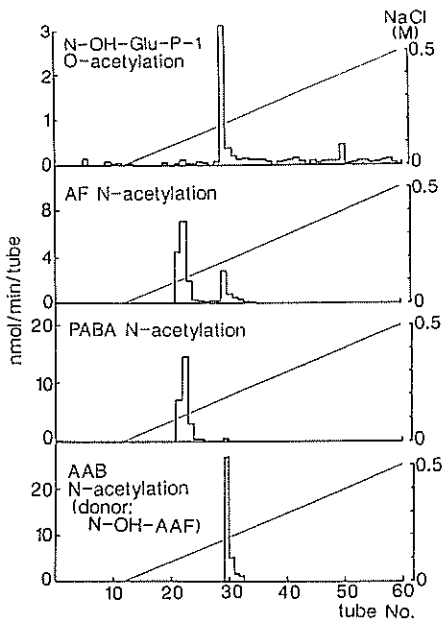 NaCl
(M)
N-OH-Glu-P-1
O-acetylation
3
2
1
0
0.5
0
AF N-acetylation
8
4
0
0.5
0
PABA N-acetylation
20
10
0
0.5
0
AAB
N-acetylation
(donor:
N-OH-AAF)
20
10
0
0.5
0
nmol/min/tube
10 20 30 40 50 60
tube No.